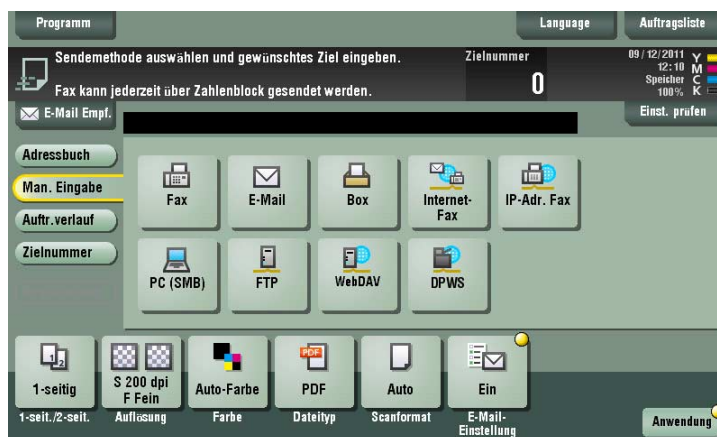 Programm
Language
Auftragsliste
Sendemethode auswählen und gewünschtes Ziel eingeben.
Fax kann jederzeit über Zahlenblock gesendet werden.
Zielnummer
0
09/12/2011
12:10
Speicher
100%
Y
M
C
K
E-Mail Empf.
Einst. prüfen
Adressbuch
Man. Eingabe
Auftr.verlauf
Zielnummer
Fax
E-Mail
Box
Internet-
Fax
IP-Adr. Fax
PC (SMB)
FTP
WebDAV
DPWS
1 2
PDF
1-seitig
S 200 dpi
F Fein
Auto-Farbe
PDF
Auto
Ein
1-seit./2-seit.
Auflösung
Farbe
Dateityp
Scanformat
E-Mail-
Einstellung
Anwendung